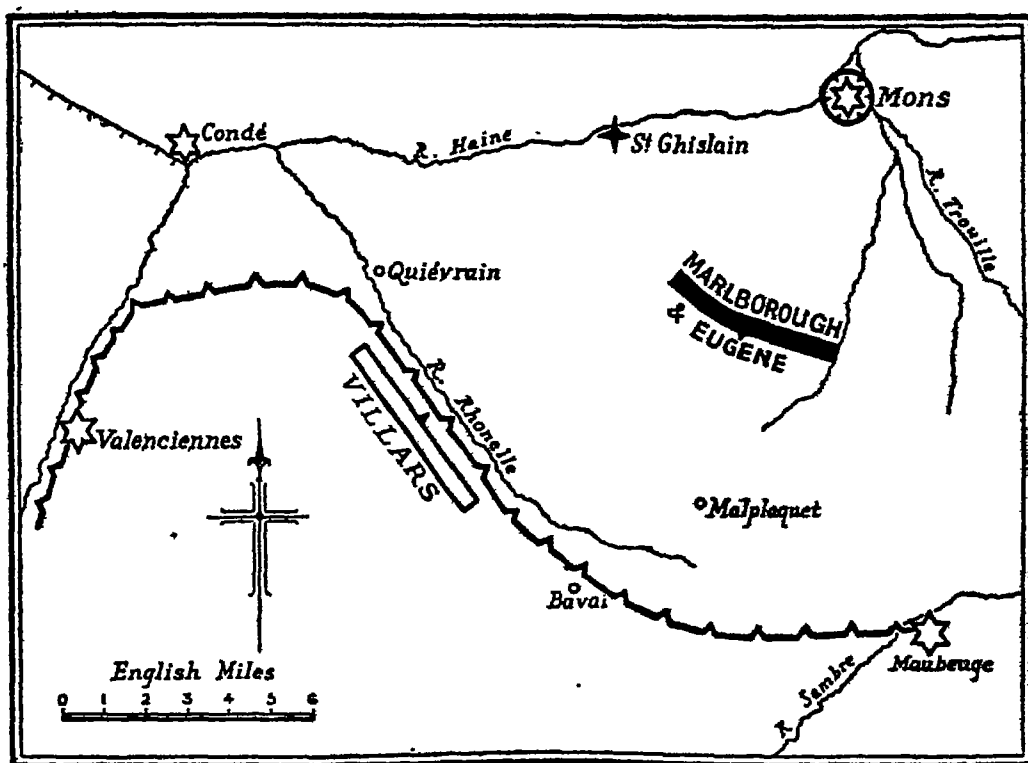 Mons
Condé
R. Haine
St Ghislain
R. Trouille
Quiévrain
MARLBOROUGH
& EUGENE
R. Rhonelle
VILLARS
Valenciennes
Malplaquet
Bavai
Maubeuge
R. Sambre
English Miles
0 1 2 3 4 5 6